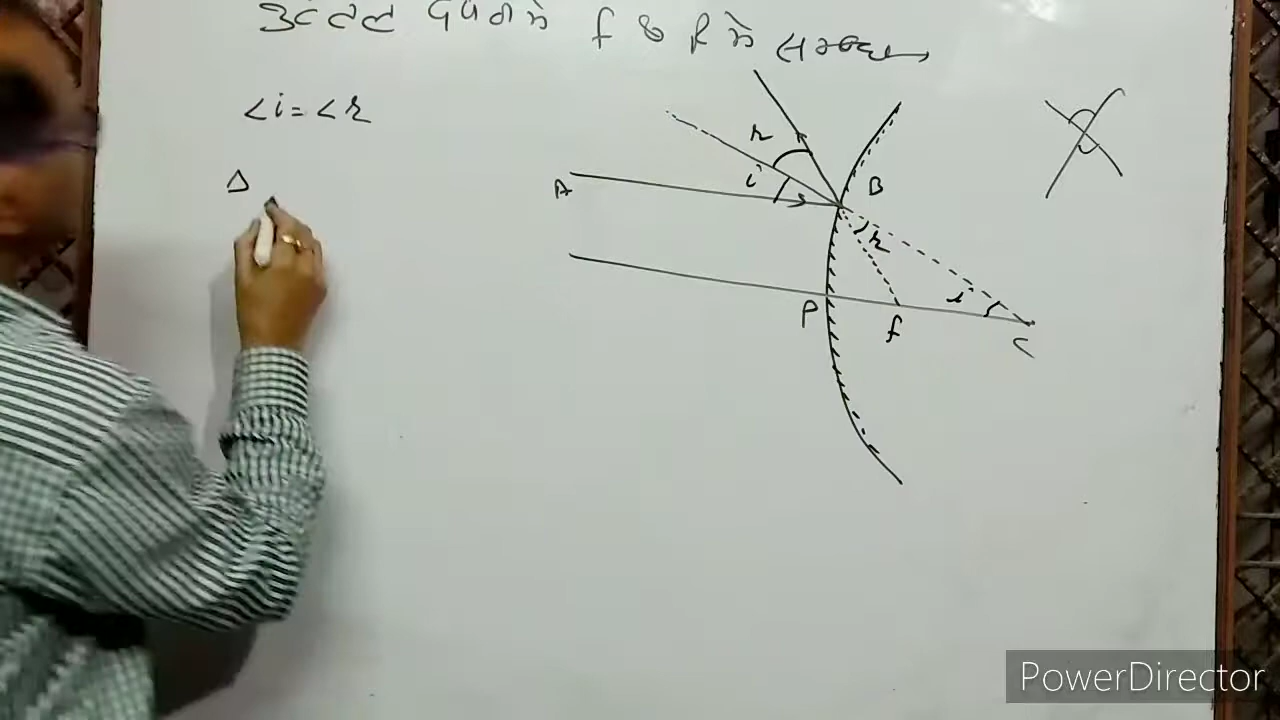 उत्तल दर्पण में f & R में सम्बन्ध
<i = <r
Δ
r
i
A
B
r
i
P
f
C
PowerDirector